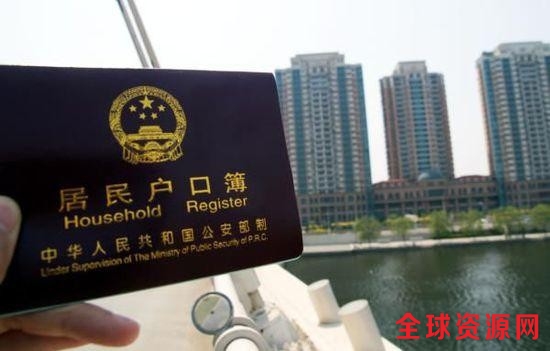 居民户口簿
Household Register
中华人民共和国公安部制
Under Supervision of The Ministry of Public Security of P.R.C.
全球资源网